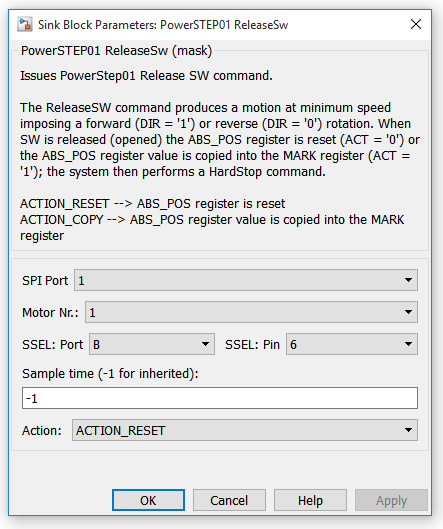 Sink Block Parameters: PowerSTEP01 ReleaseSw
PowerSTEP01 ReleaseSw (mask)
Issues PowerStep01 Release SW command.
The ReleaseSW command produces a motion at minimum speed
imposing a forward (DIR = '1') or reverse (DIR = '0') rotation. When
SW is released (opened) the ABS_POS register is reset (ACT = '0') or
the ABS_POS register value is copied into the MARK register (ACT =
'1'); the system then performs a HardStop command.
ACTION_RESET --> ABS_POS register is reset
ACTION_COPY --> ABS_POS register value is copied into the MARK
register
SPI Port 1
Motor Nr.: 1
SSEL: Port B SSEL: Pin 6
Sample time (-1 for inherited):
-1
Action: ACTION_RESET
OK Cancel Help Apply